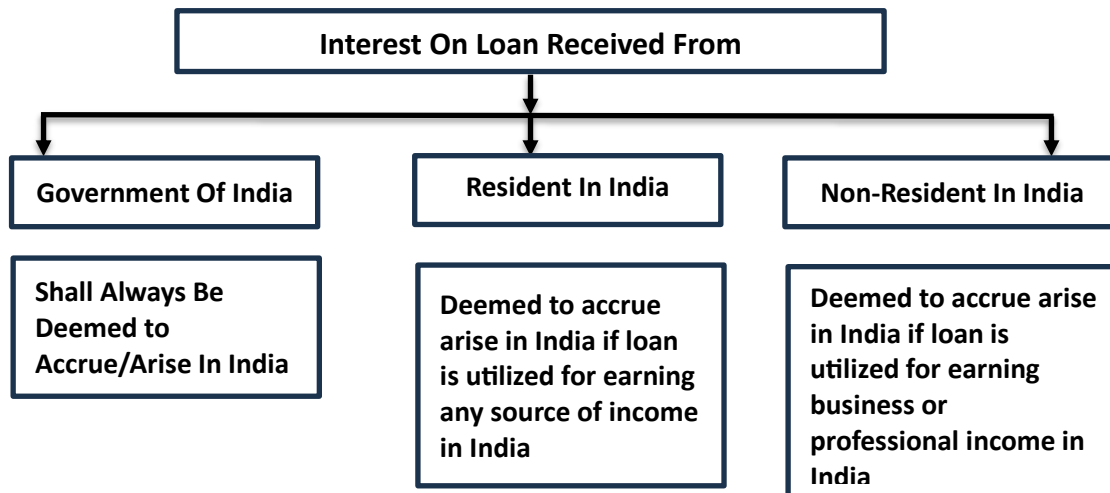 Interest On Loan Received From
Government Of India
Resident In India
Non-Resident In India
Shall Always Be
Deemed to
Accrue/Arise In India
Deemed to accrue
arise in India if loan
is utilized for earning
any source of income
in India
Deemed to accrue arise
in India if loan is
utilized for earning
business or
professional income in
India